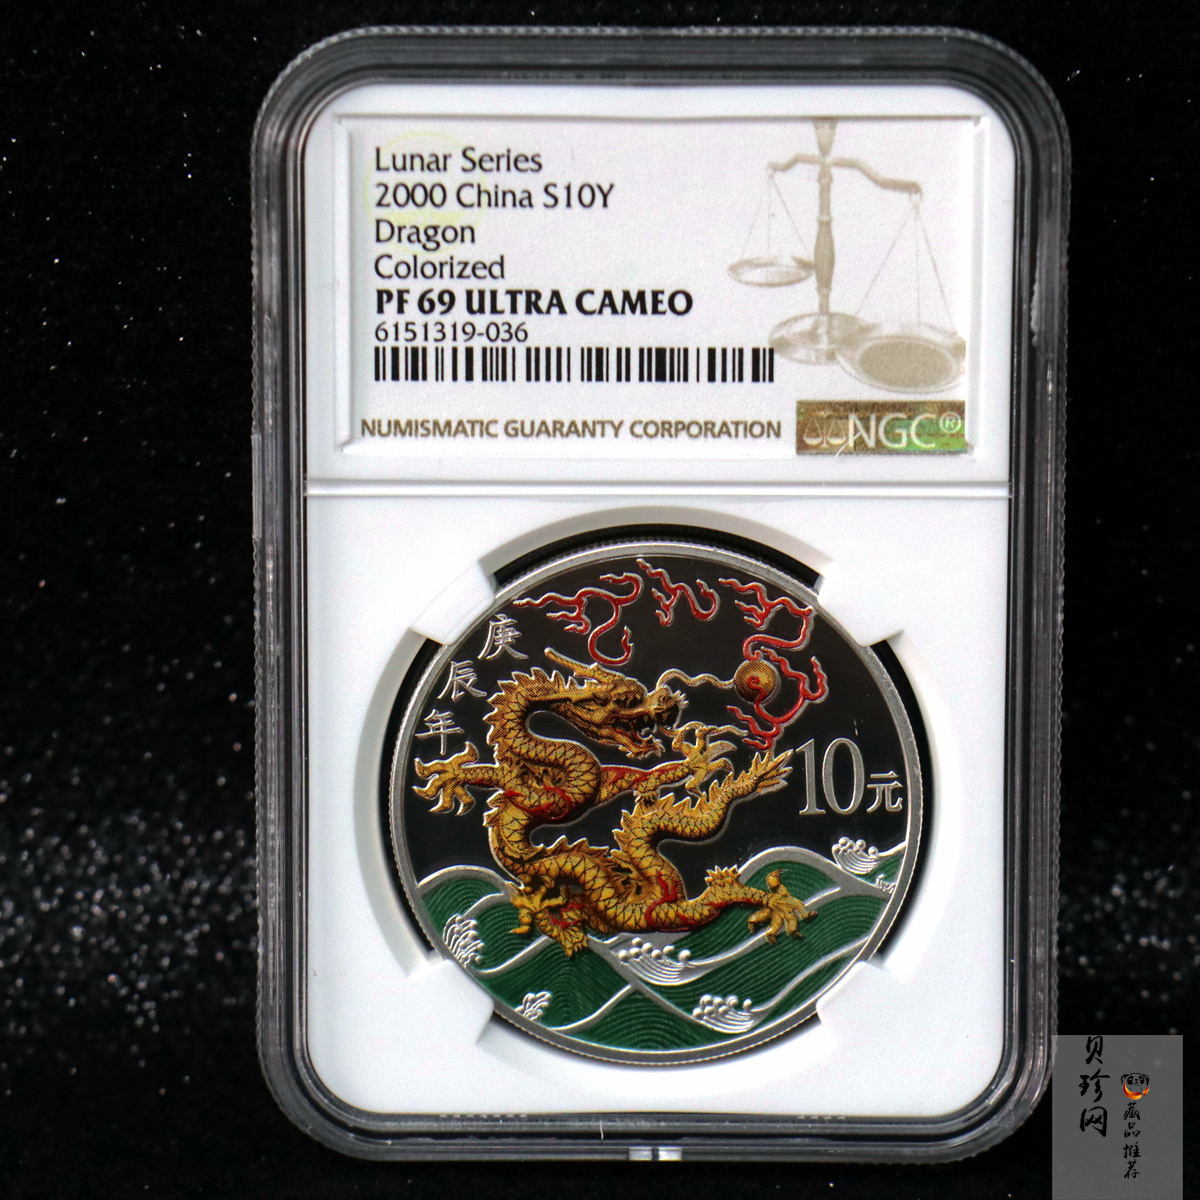 Lunar Series
2000 China S10Y
Dragon
Colorized
PF 69 ULTRA CAMEO
6151319-036
NUMISMATIC GUARANTY CORPORATION
NGC®
庚辰年
10元
贝珍网
藏品推荐